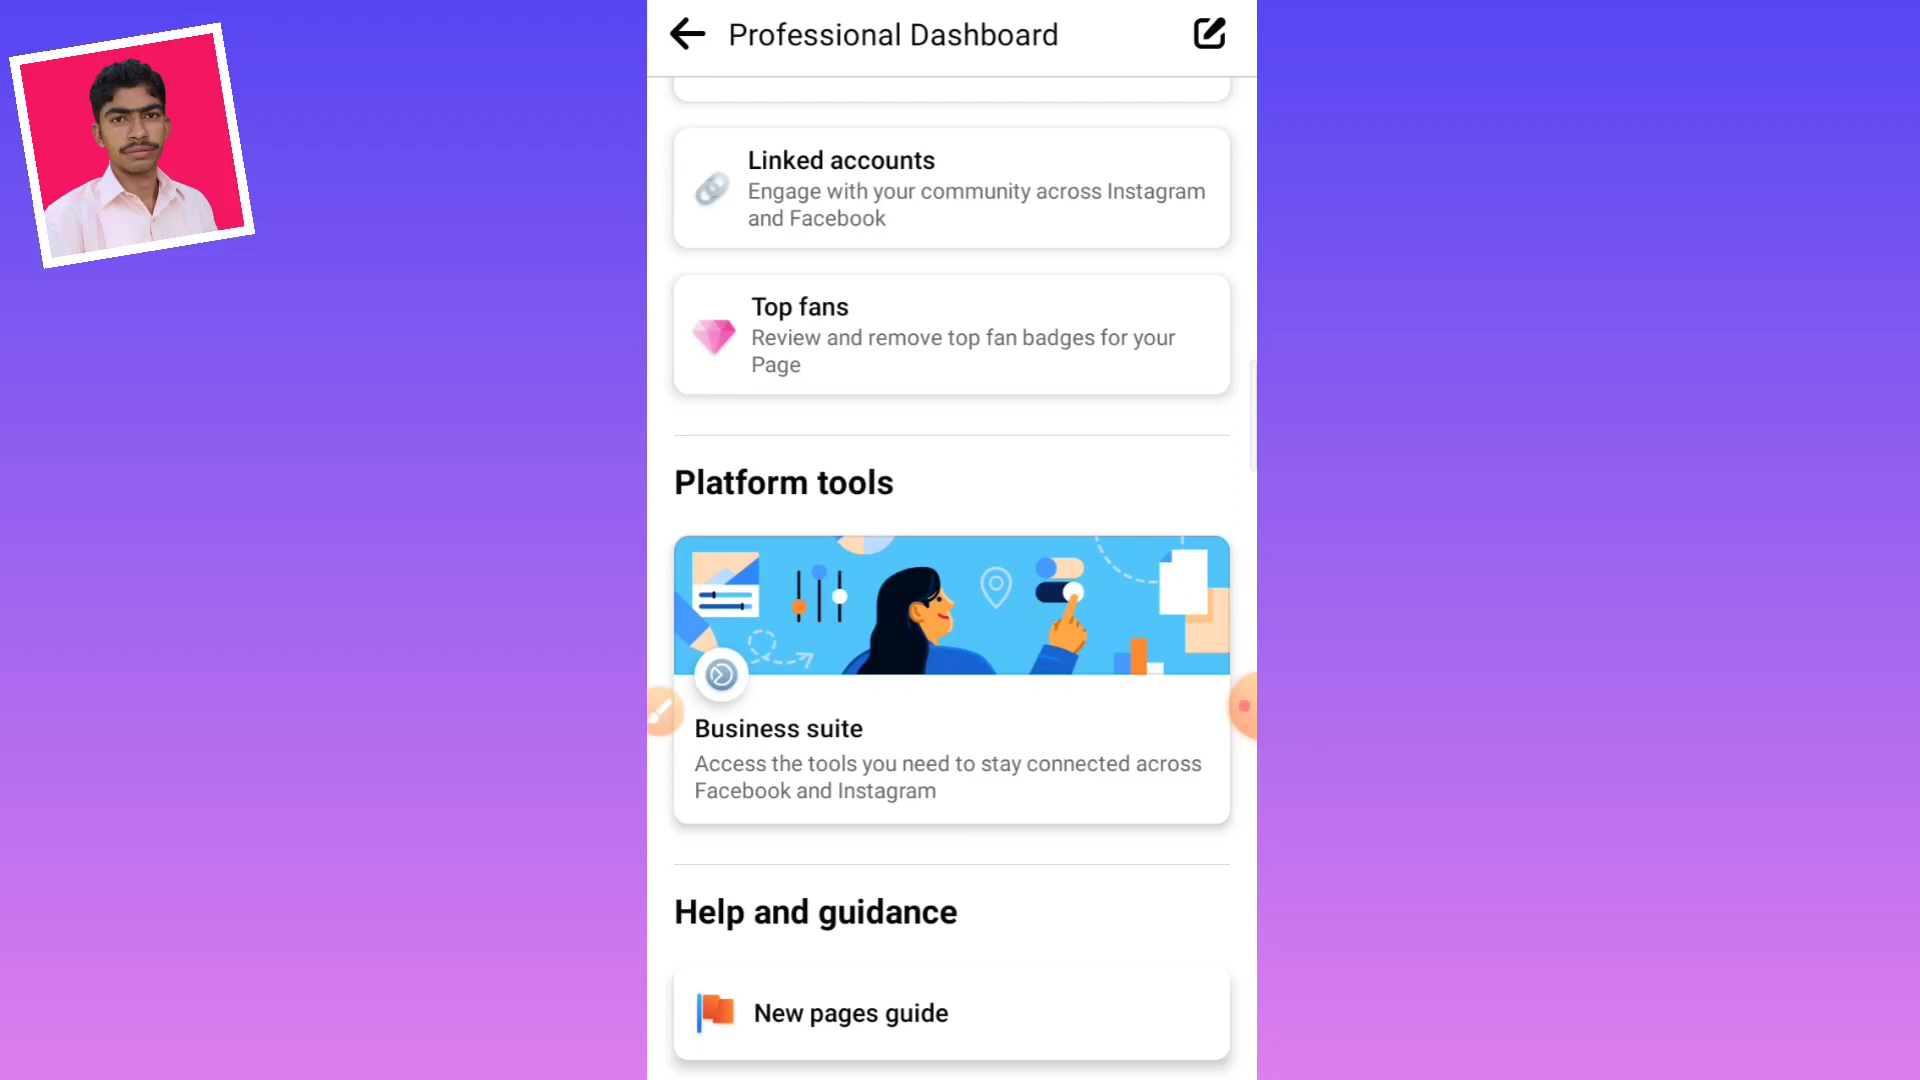 Professional Dashboard
Linked accounts
Engage with your community across Instagram
and Facebook
Top fans
Review and remove top fan badges for your
Page
Platform tools
Business suite
Access the tools you need to stay connected across
Facebook and Instagram
Help and guidance
New pages guide